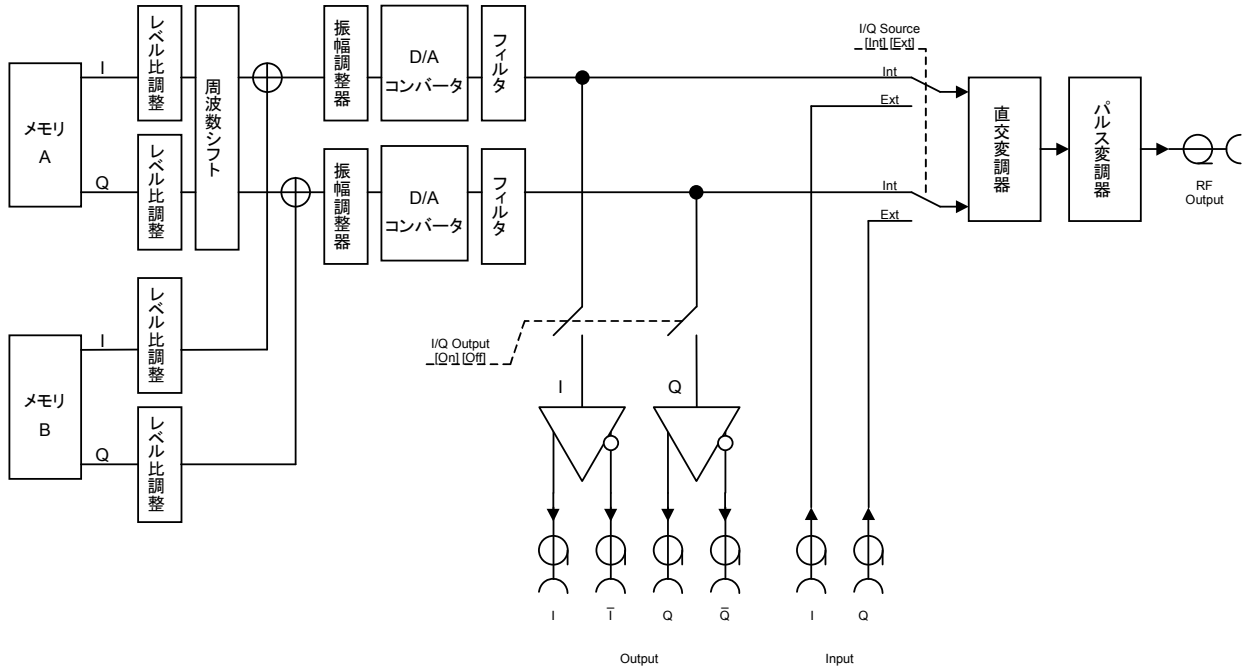 メモリ
A
I
Q
レベル比調整
レベル比調整
周波数シフト
振幅調整器
D/A
コンバータ
フィルタ
振幅調整器
D/A
コンバータ
フィルタ
I/Q Source
[Int] [Ext]
Int
Ext
Int
Ext
直交変調器
パルス変調器
RF
Output
メモリ
B
I
Q
レベル比調整
レベル比調整
I/Q Output
[On] [Off]
I
Q
I
I̅
Q
Q̅
Output
I
Q
Input